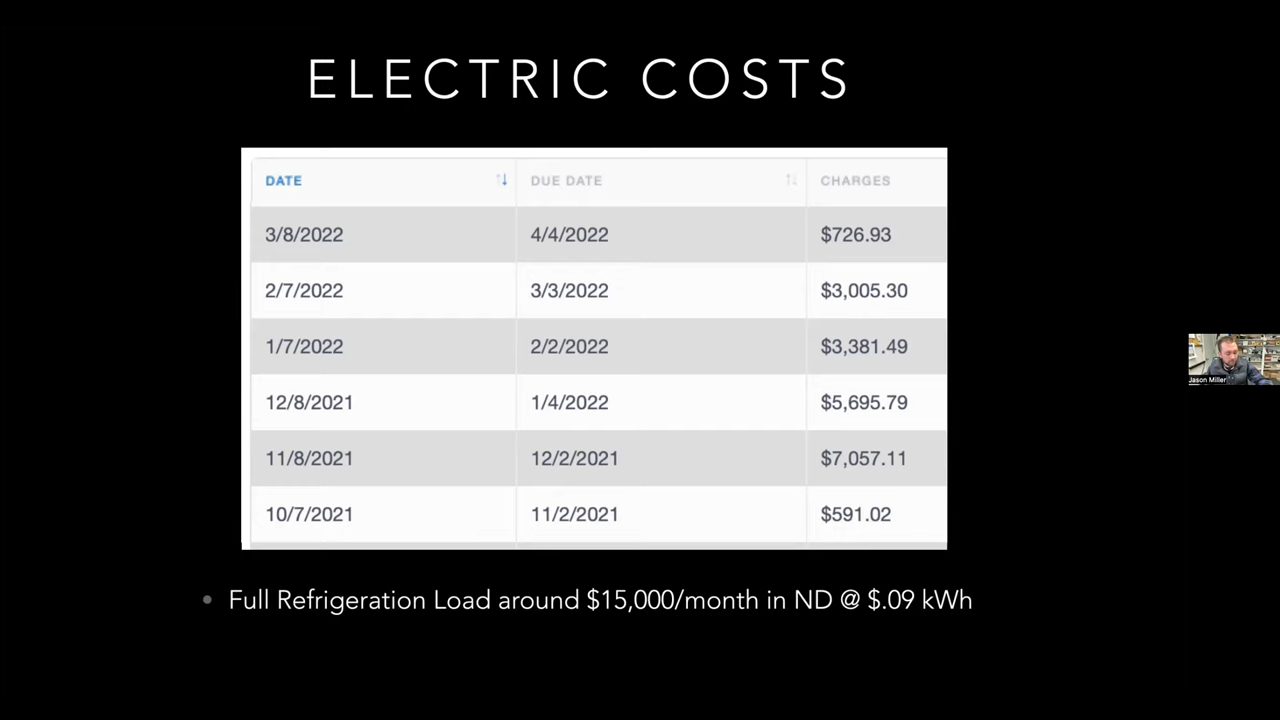 ELECTRIC COSTS
DATE DUE DATE CHARGES
3/8/2022 4/4/2022 $726.93
2/7/2022 3/3/2022 $3,005.30
1/7/2022 2/2/2022 $3,381.49
12/8/2021 1/4/2022 $5,695.79
11/8/2021 12/2/2021 $7,057.11
10/7/2021 11/2/2021 $591.02
• Full Refrigeration Load around $15,000/month in ND @ $.09 kWh
Jason Miller